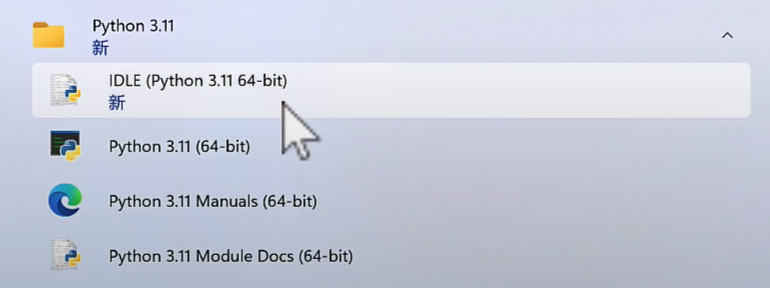 Python 3.11
新
IDLE (Python 3.11 64-bit)
新
Python 3.11 (64-bit)
Python 3.11 Manuals (64-bit)
Python 3.11 Module Docs (64-bit)